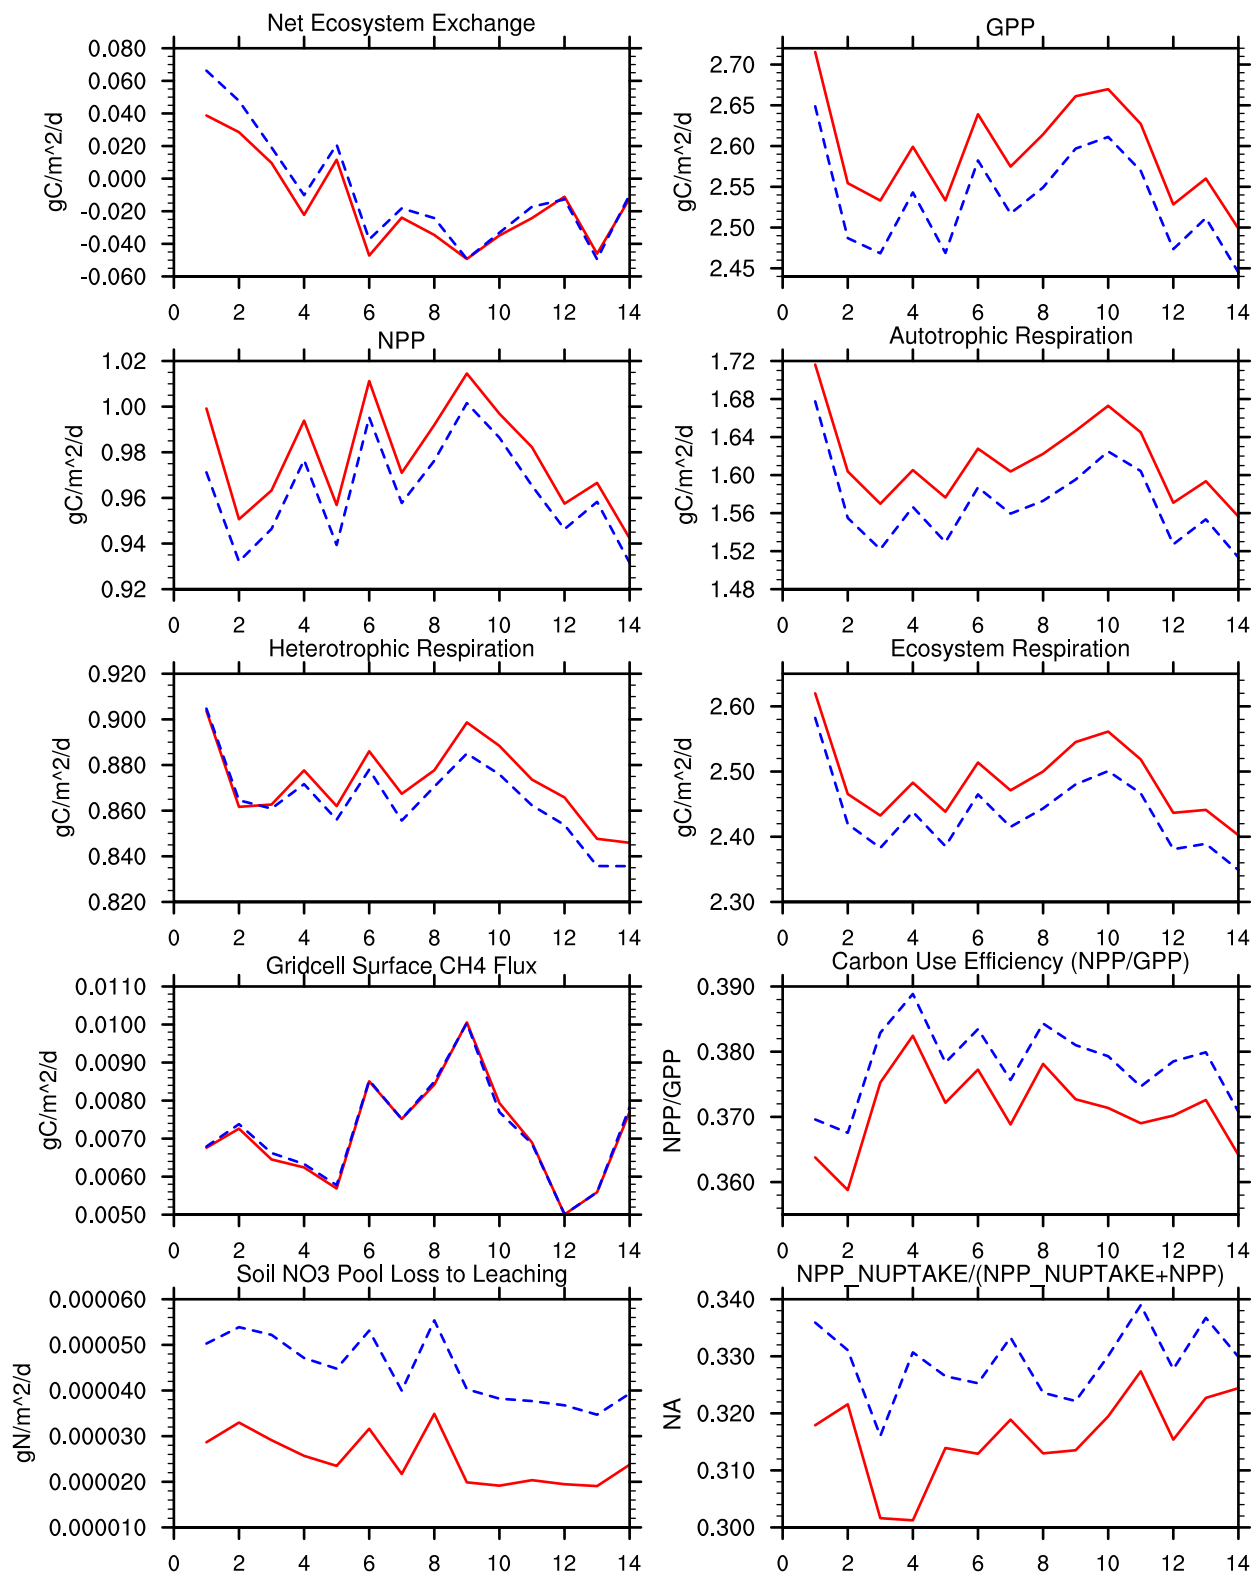 Net Ecosystem Exchange
0.080
0.060
0.040
0.020
0.000
-0.020
-0.040
-0.060
gC/m^2/d
0 2 4 6 8 10 12 14
GPP
2.70
2.65
2.60
2.55
2.50
2.45
gC/m^2/d
0 2 4 6 8 10 12 14
NPP
1.02
1.00
0.98
0.96
0.94
0.92
gC/m^2/d
0 2 4 6 8 10 12 14
Autotrophic Respiration
1.72
1.68
1.64
1.60
1.56
1.52
1.48
gC/m^2/d
0 2 4 6 8 10 12 14
Heterotrophic Respiration
0.920
0.900
0.880
0.860
0.840
0.820
gC/m^2/d
0 2 4 6 8 10 12 14
Ecosystem Respiration
2.60
2.50
2.40
2.30
gC/m^2/d
0 2 4 6 8 10 12 14
Gridcell Surface CH4 Flux
0.0110
0.0100
0.0090
0.0080
0.0070
0.0060
0.0050
gC/m^2/d
0 2 4 6 8 10 12 14
Carbon Use Efficiency (NPP/GPP)
0.390
0.380
0.370
0.360
NPP/GPP
0 2 4 6 8 10 12 14
Soil NO3 Pool Loss to Leaching
0.000060
0.000050
0.000040
0.000030
0.000020
0.000010
gN/m^2/d
0 2 4 6 8 10 12 14
NPP_NUPTAKE/(NPP_NUPTAKE+NPP)
0.340
0.330
0.320
0.310
0.300
NA
0 2 4 6 8 10 12 14